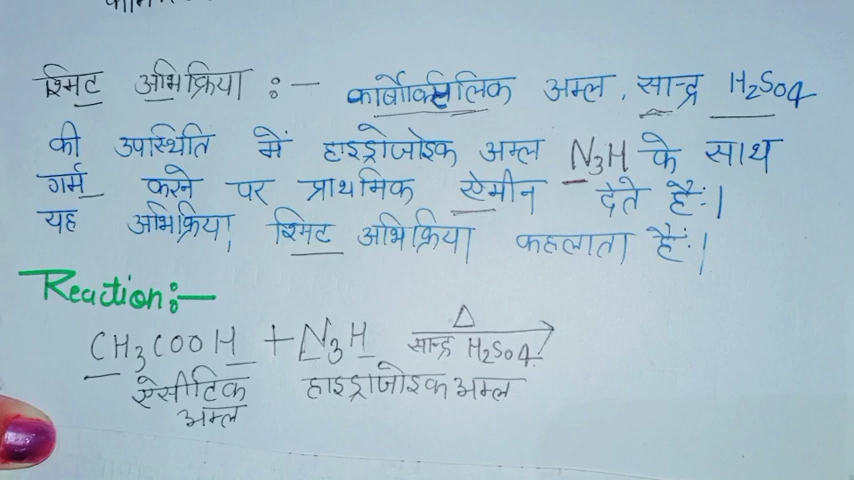 श्मिट अभिक्रिया :- कार्बोक्सिलिक अम्ल, सान्द्र H2SO4
की उपस्थिति में हाइड्रोजोइक अम्ल N3H के साथ
गर्म करने पर प्राथमिक ऐमीन देते हैं।
यह अभिक्रिया श्मिट अभिक्रिया कहलाता हैं।
Reaction:-
CH3COOH + N3H Δ
सान्द्र H2SO4
ऐसीटिक हाइड्राजोइक अम्ल
अम्ल